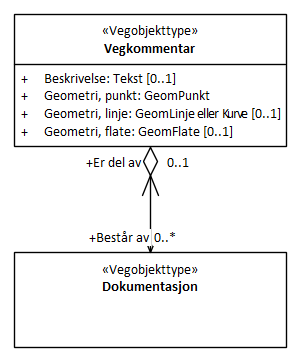 «Vegobjekttype»
Vegkommentar
+ Beskrivelse: Tekst [0..1]
+ Geometri, punkt: GeomPunkt
+ Geometri, linje: GeomLinje eller Kurve [0..1]
+ Geometri, flate: GeomFlate [0..1]
+Er del av 0..1
+Består av 0..*
«Vegobjekttype»
Dokumentasjon